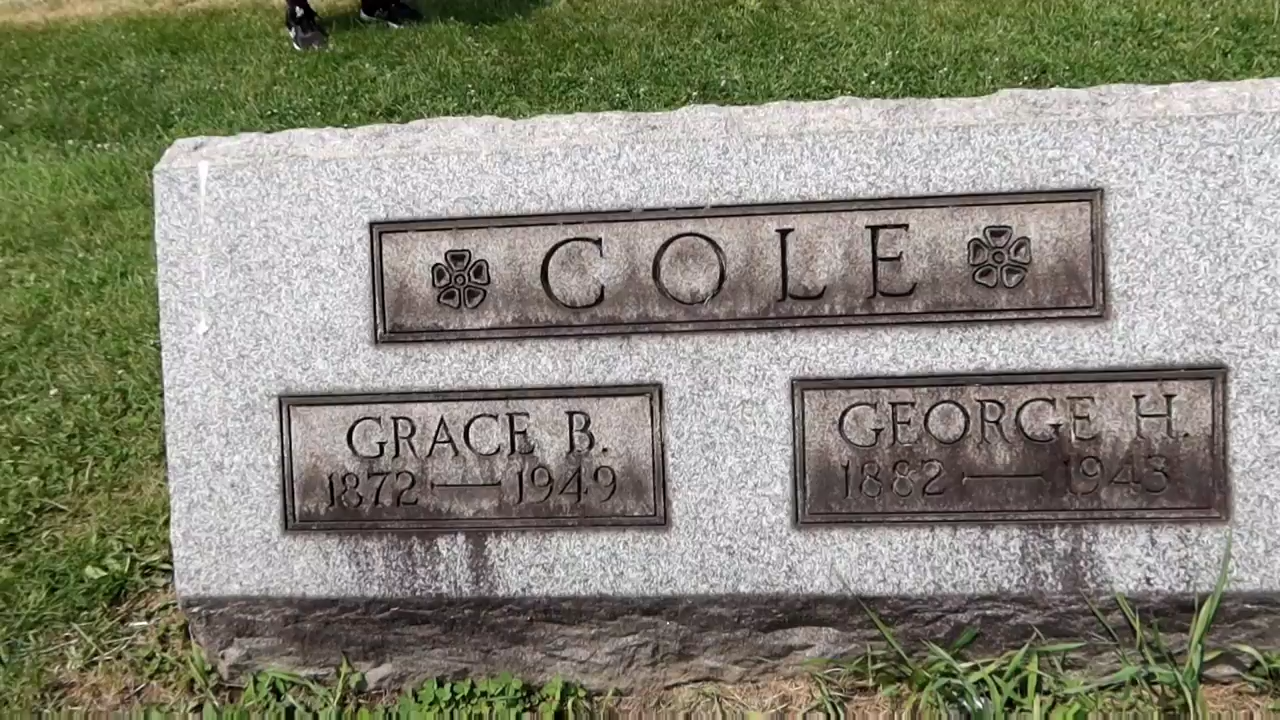 COLE
GRACE B.
1872 — 1949
GEORGE H.
1882 — 1943